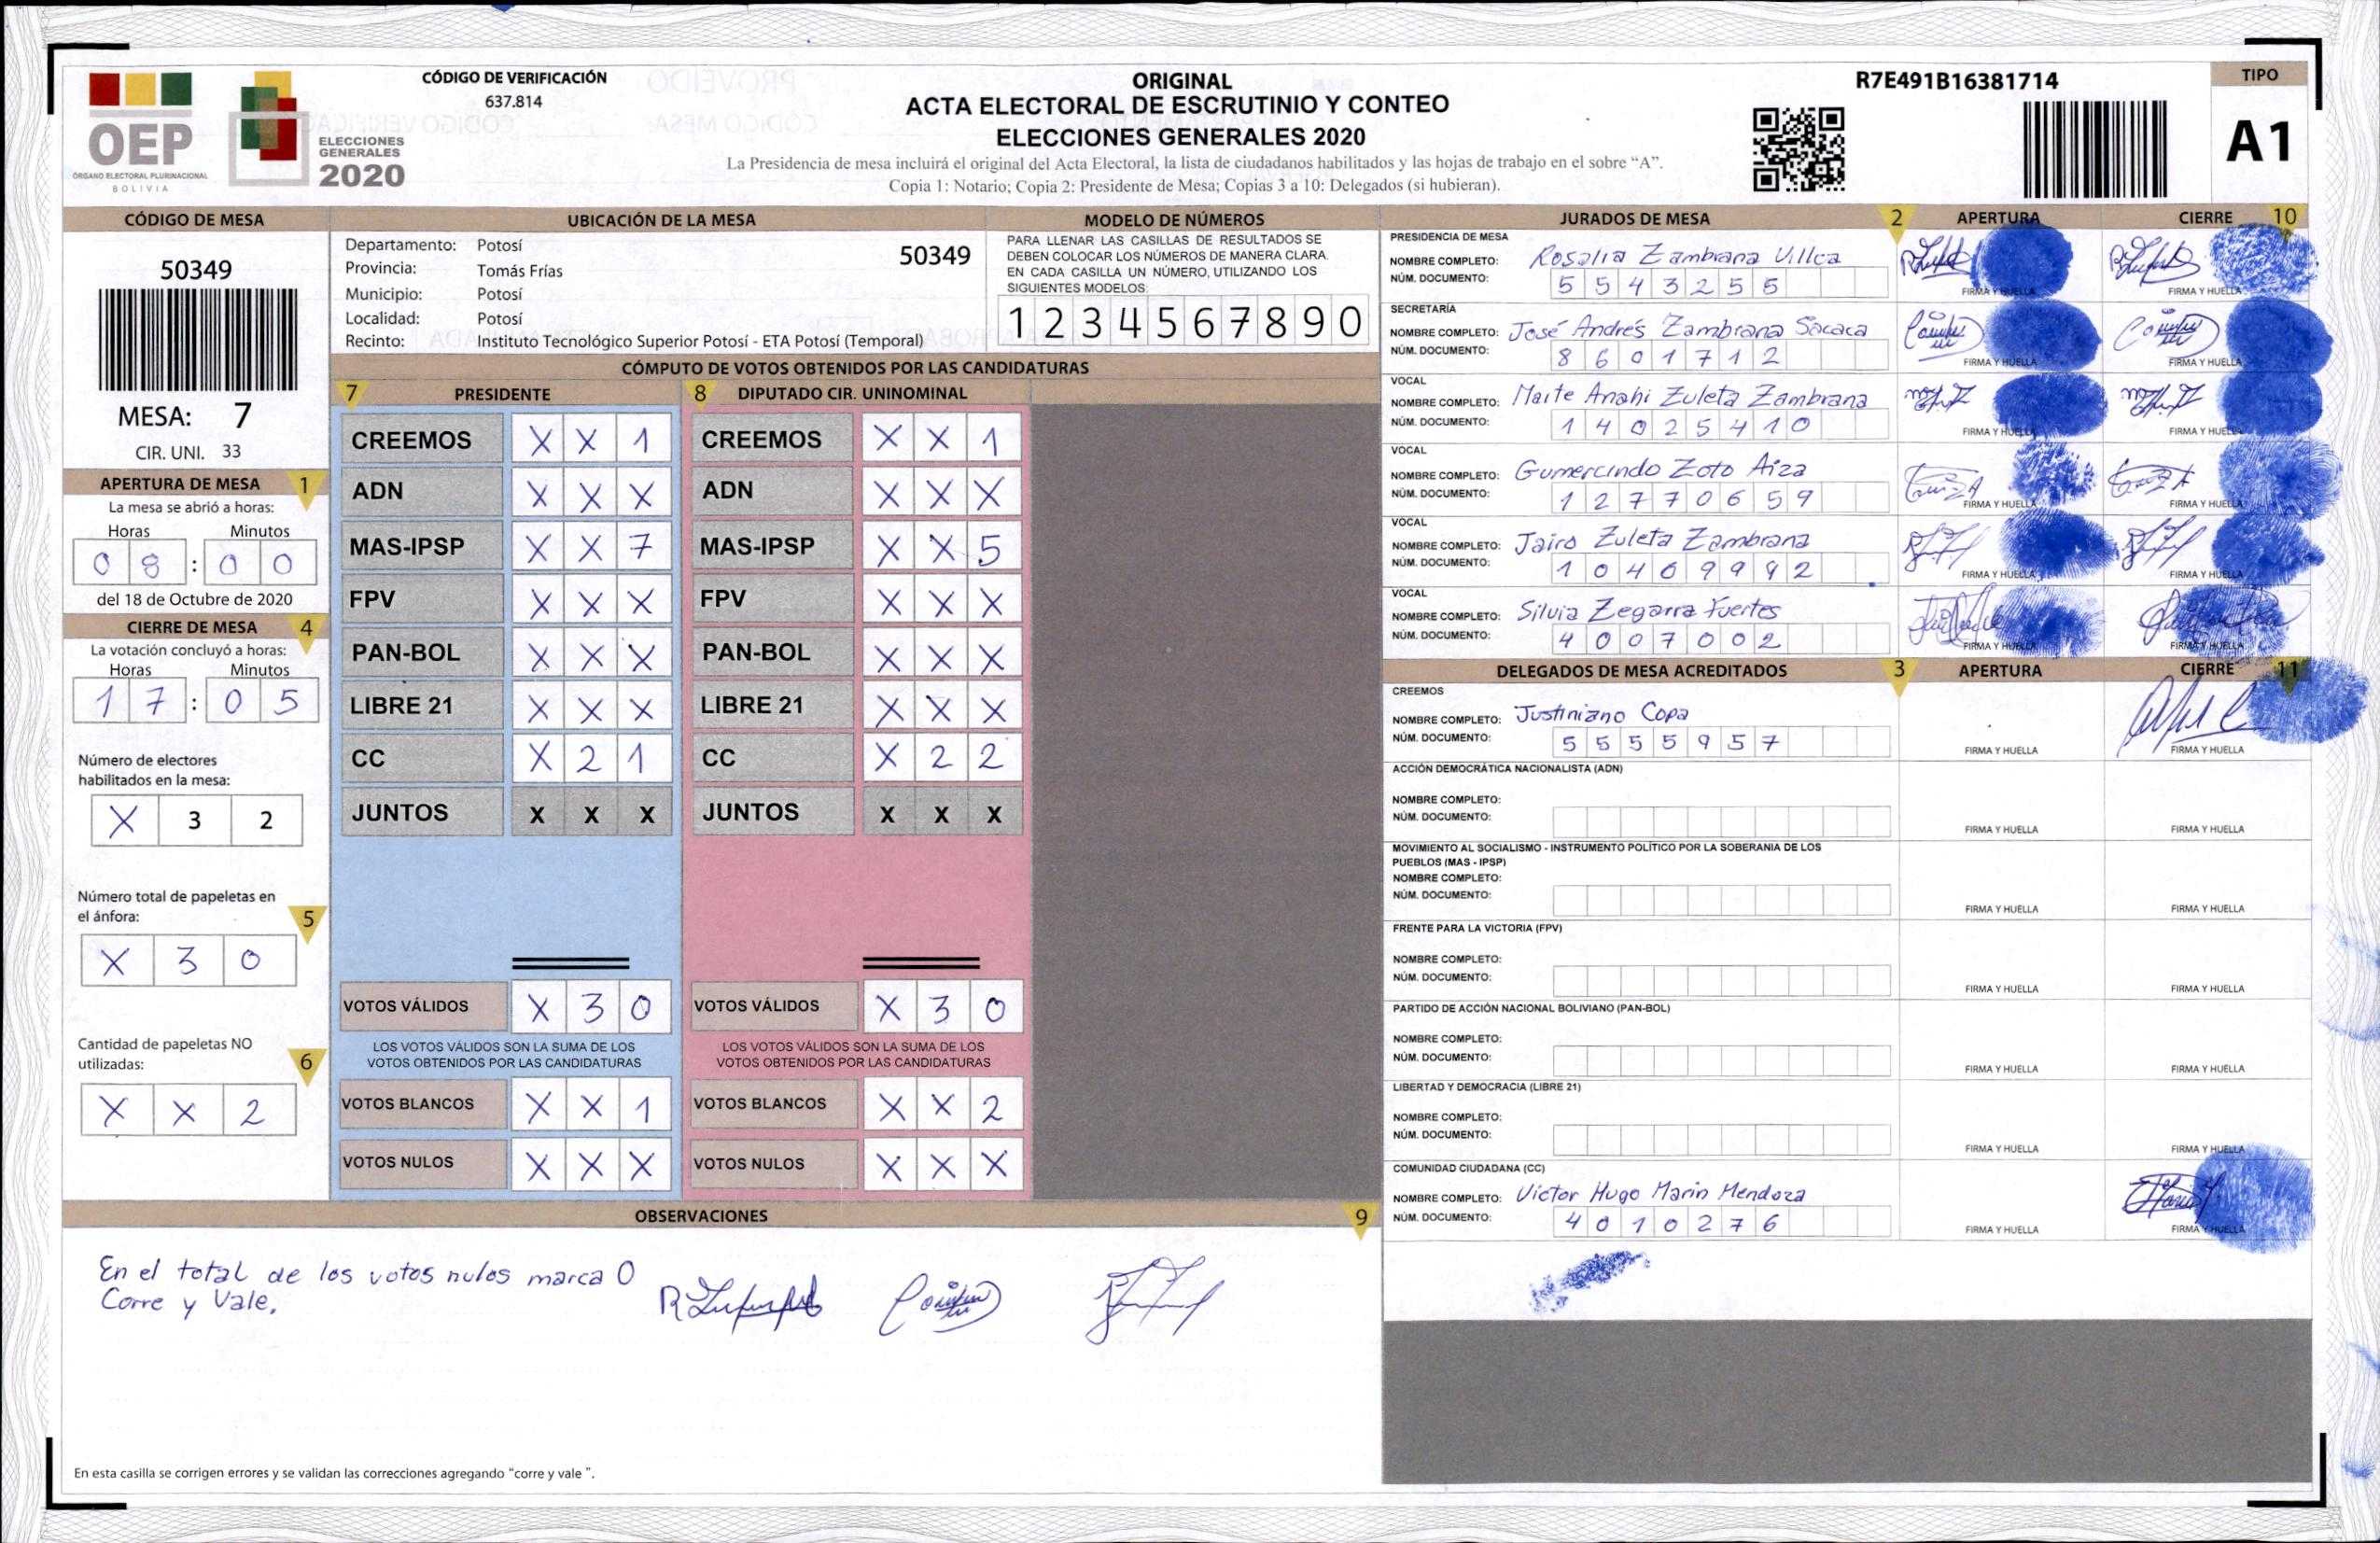 CÓDIGO DE VERIFICACIÓN
637.814
OEP
ÓRGANO ELECTORAL PLURINACIONAL
BOLIVIA
ELECCIONES
GENERALES
2020
ORIGINAL
ACTA ELECTORAL DE ESCRUTINIO Y CONTEO
ELECCIONES GENERALES 2020
La Presidencia de mesa incluirá el original del Acta Electoral, la lista de ciudadanos habilitados y las hojas de trabajo en el sobre “A”.
Copia 1: Notario; Copia 2: Presidente de Mesa; Copias 3 a 10: Delegados (si hubieran).
R7E491B16381714
TIPO
A1
CÓDIGO DE MESA
50349
MESA: 7
CIR. UNI. 33
APERTURA DE MESA 1
La mesa se abrió a horas:
Horas Minutos
0 8 : 0 0
del 18 de Octubre de 2020
CIERRE DE MESA 4
La votación concluyó a horas:
Horas Minutos
1 7 : 0 5
Número de electores
habilitados en la mesa:
X 3 2
Número total de papeletas en
el ánfora: 5
X 3 0
Cantidad de papeletas NO
utilizadas: 6
X X 2
UBICACIÓN DE LA MESA
Departamento: Potosí 50349
Provincia: Tomás Frías
Municipio: Potosí
Localidad: Potosí
Recinto: Instituto Tecnológico Superior Potosí - ETA Potosí (Temporal)
MODELO DE NÚMEROS
PARA LLENAR LAS CASILLAS DE RESULTADOS SE
DEBEN COLOCAR LOS NÚMEROS DE MANERA CLARA.
EN CADA CASILLA UN NÚMERO, UTILIZANDO LOS
SIGUIENTES MODELOS:
1 2 3 4 5 6 7 8 9 0
CÓMPUTO DE VOTOS OBTENIDOS POR LAS CANDIDATURAS
7 PRESIDENTE
CREEMOS X X 1
ADN X X X
MAS-IPSP X X 7
FPV X X X
PAN-BOL X X X
LIBRE 21 X X X
CC X 2 1
JUNTOS X X X
VOTOS VÁLIDOS X 3 0
LOS VOTOS VÁLIDOS SON LA SUMA DE LOS
VOTOS OBTENIDOS POR LAS CANDIDATURAS
VOTOS BLANCOS X X 1
VOTOS NULOS X X X
8 DIPUTADO CIR. UNINOMINAL
CREEMOS X X 1
ADN X X X
MAS-IPSP X X 5
FPV X X X
PAN-BOL X X X
LIBRE 21 X X X
CC X 2 2
JUNTOS X X X
VOTOS VÁLIDOS X 3 0
LOS VOTOS VÁLIDOS SON LA SUMA DE LOS
VOTOS OBTENIDOS POR LAS CANDIDATURAS
VOTOS BLANCOS X X 2
VOTOS NULOS X X X
OBSERVACIONES 9
En el total de los votos nulos marca 0
Corre y Vale.
En esta casilla se corrigen errores y se validan las correcciones agregando “corre y vale ”.
JURADOS DE MESA 2 APERTURA CIERRE 10
PRESIDENCIA DE MESA
NOMBRE COMPLETO: Rosalia Zambrana Villca
NÚM. DOCUMENTO: 5 5 4 3 2 5 5
FIRMA Y HUELLA FIRMA Y HUELLA
SECRETARÍA
NOMBRE COMPLETO: José Andrés Zambrana Sacaca
NÚM. DOCUMENTO: 8 6 0 1 7 1 2
FIRMA Y HUELLA FIRMA Y HUELLA
VOCAL
NOMBRE COMPLETO: Maite Anahi Zuleta Zambrana
NÚM. DOCUMENTO: 1 4 0 2 5 4 1 0
FIRMA Y HUELLA FIRMA Y HUELLA
VOCAL
NOMBRE COMPLETO: Gumercindo Zoto Aiza
NÚM. DOCUMENTO: 1 2 7 7 0 6 5 9
FIRMA Y HUELLA FIRMA Y HUELLA
VOCAL
NOMBRE COMPLETO: Jairo Zuleta Zambrana
NÚM. DOCUMENTO:
FIRMA Y HUELLA FIRMA Y HUELLA
VOCAL
NOMBRE COMPLETO: Silvia Zegarra Fuertes
NÚM. DOCUMENTO: 4 0 0 7 0 0 2
FIRMA Y HUELLA FIRMA Y HUELLA
DELEGADOS DE MESA ACREDITADOS 3 APERTURA CIERRE 11
CREEMOS
NOMBRE COMPLETO: Justiniano Copa
NÚM. DOCUMENTO: 5 5 5 5 9 5 7
FIRMA Y HUELLA FIRMA Y HUELLA
ACCIÓN DEMOCRÁTICA NACIONALISTA (ADN)
NOMBRE COMPLETO:
NÚM. DOCUMENTO:
FIRMA Y HUELLA FIRMA Y HUELLA
MOVIMIENTO AL SOCIALISMO - INSTRUMENTO POLÍTICO POR LA SOBERANIA DE LOS
PUEBLOS (MAS - IPSP)
NOMBRE COMPLETO:
NÚM. DOCUMENTO:
FIRMA Y HUELLA FIRMA Y HUELLA
FRENTE PARA LA VICTORIA (FPV)
NOMBRE COMPLETO:
NÚM. DOCUMENTO:
FIRMA Y HUELLA FIRMA Y HUELLA
PARTIDO DE ACCIÓN NACIONAL BOLIVIANO (PAN-BOL)
NOMBRE COMPLETO:
NÚM. DOCUMENTO:
FIRMA Y HUELLA FIRMA Y HUELLA
LIBERTAD Y DEMOCRACIA (LIBRE 21)
NOMBRE COMPLETO:
NÚM. DOCUMENTO:
FIRMA Y HUELLA FIRMA Y HUELLA
COMUNIDAD CIUDADANA (CC)
NOMBRE COMPLETO: Victor Hugo Marin Mendoza
NÚM. DOCUMENTO: 4 0 1 0 2 7 6
FIRMA Y HUELLA FIRMA Y HUELLA